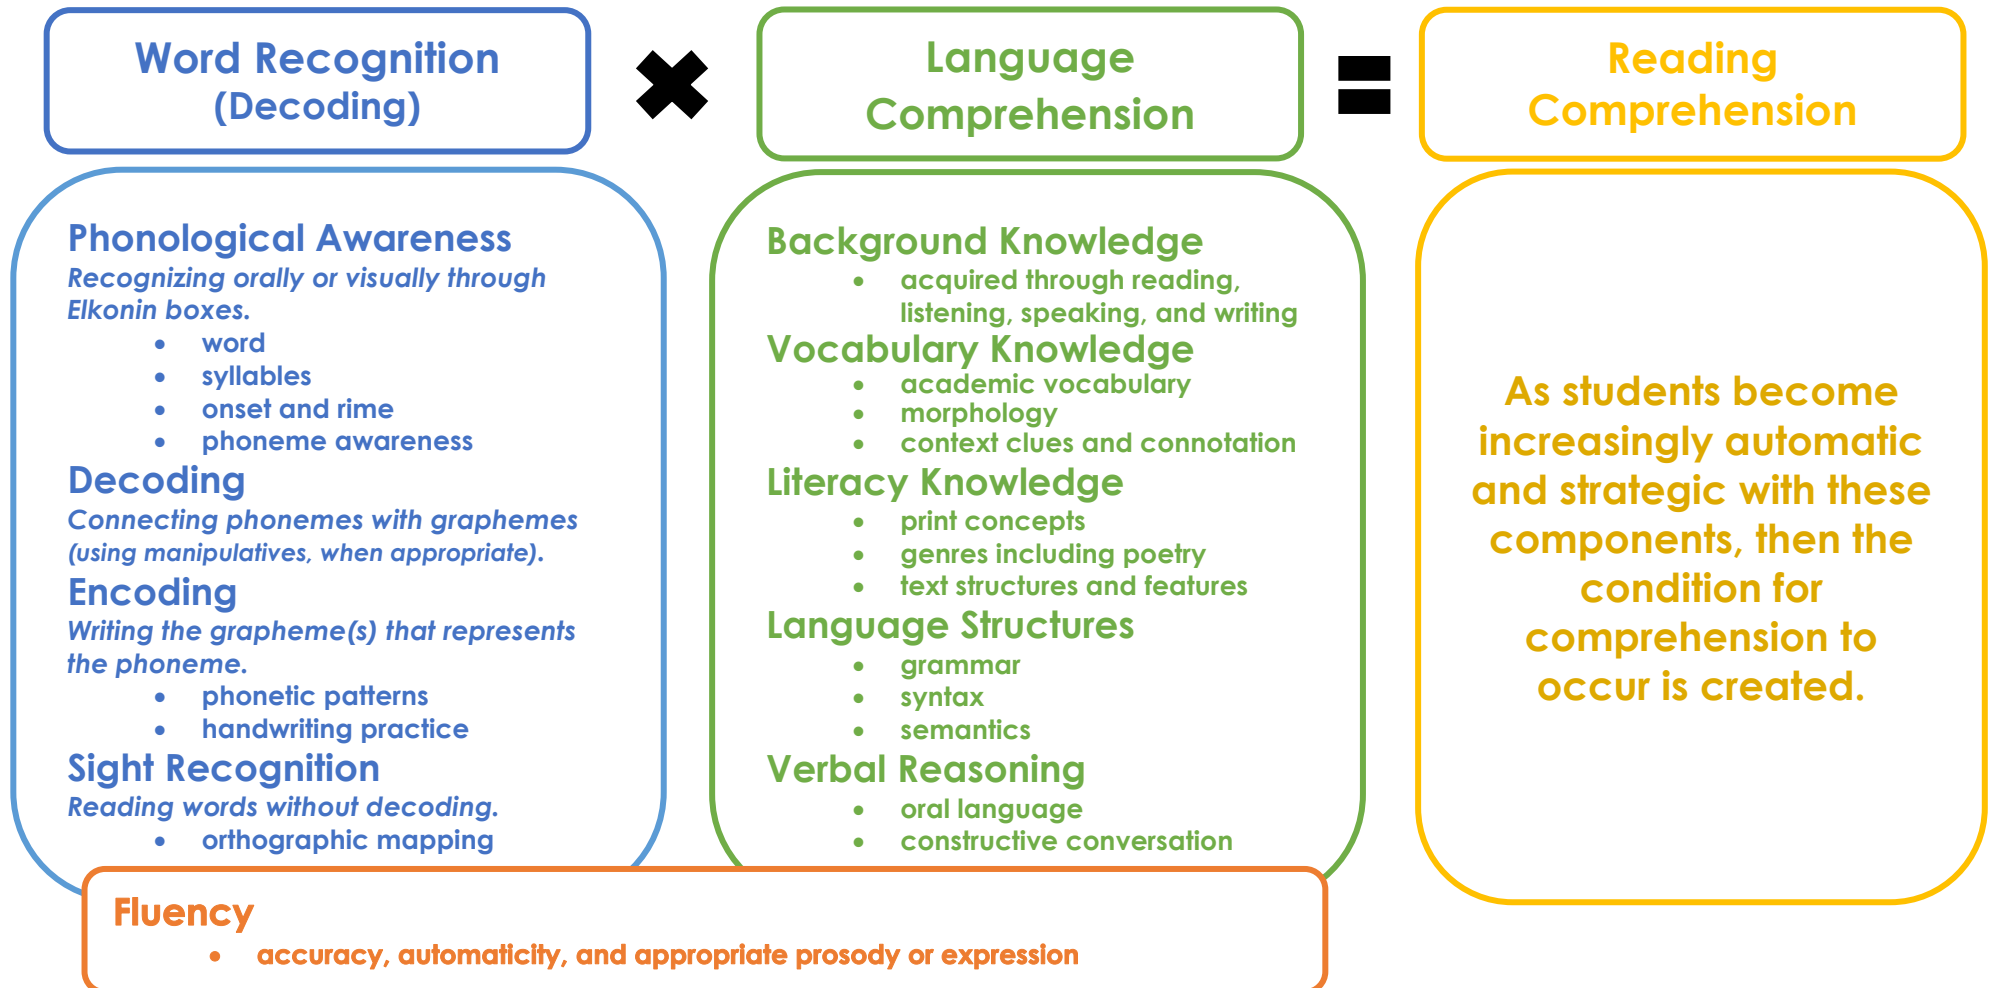 Word Recognition
(Decoding)
Language
Comprehension
Reading
Comprehension
Phonological Awareness
Recognizing orally or visually through
Elkonin boxes.
• word
• syllables
• onset and rime
• phoneme awareness
Decoding
Connecting phonemes with graphemes
(using manipulatives, when appropriate).
Encoding
Writing the grapheme(s) that represents
the phoneme.
• phonetic patterns
• handwriting practice
Sight Recognition
Reading words without decoding.
• orthographic mapping
Background Knowledge
• acquired through reading,
listening, speaking, and writing
Vocabulary Knowledge
• academic vocabulary
• morphology
• context clues and connotation
Literacy Knowledge
• print concepts
• genres including poetry
• text structures and features
Language Structures
• grammar
• syntax
• semantics
Verbal Reasoning
• oral language
• constructive conversation
As students become
increasingly automatic
and strategic with these
components, then the
condition for
comprehension to
occur is created.
Fluency
• accuracy, automaticity, and appropriate prosody or expression